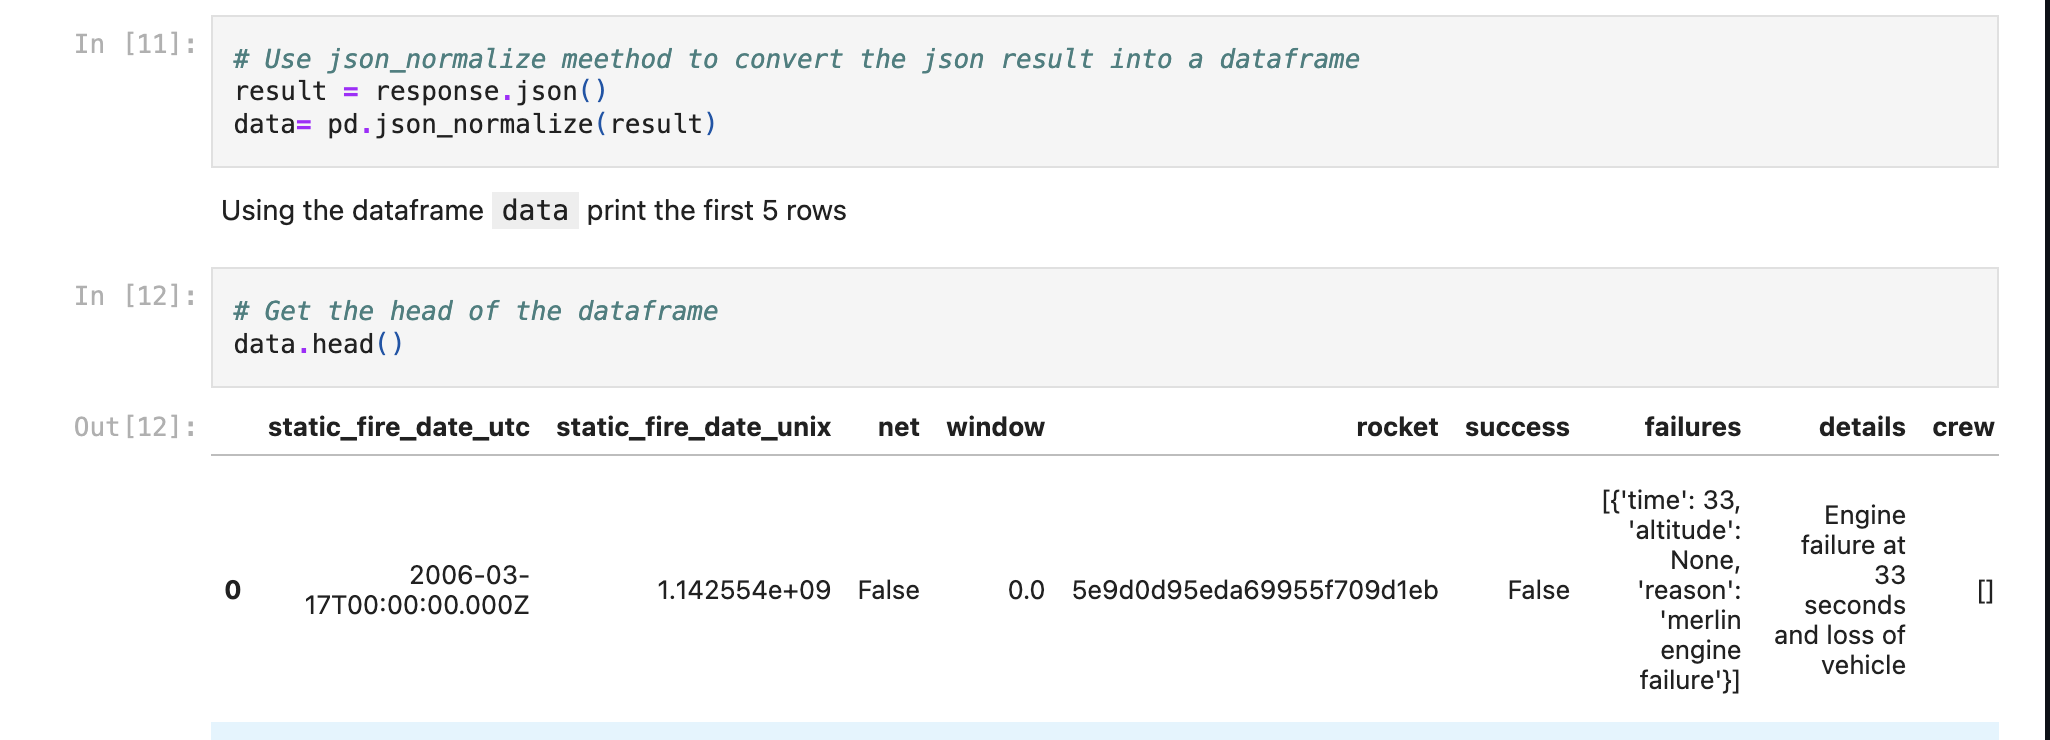 In [11]:
# Use json_normalize meethod to convert the json result into a dataframe
result = response.json()
data= pd.json_normalize(result)
Using the dataframe data print the first 5 rows
In [12]:
# Get the head of the dataframe
data.head()
Out[12]:
static_fire_date_utc static_fire_date_unix net window rocket success failures details crew
0
2006-03-
17T00:00:00.000Z
1.142554e+09
False
0.0
5e9d0d95eda69955f709d1eb
False
[{'time': 33,
'altitude':
None,
'reason':
'merlin
engine
failure'}]
Engine
failure at
33
seconds
and loss of
vehicle
[]